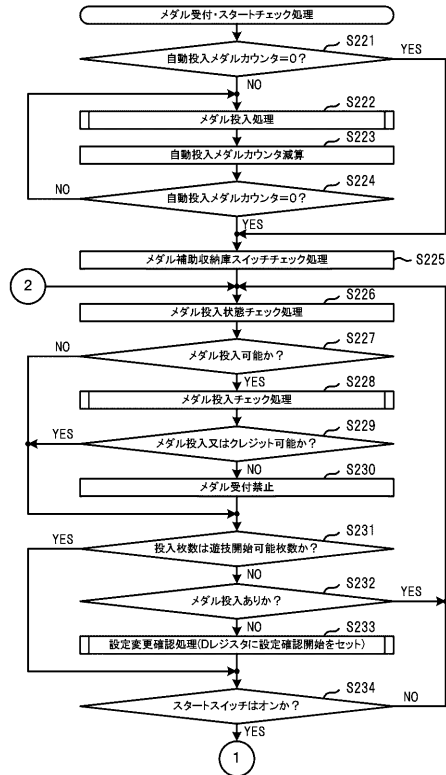 メダル受付・スタートチェック処理
S221
自動投入メダルカウンター=0?
YES
NO
S222
メダル投入処理
S223
自動投入メダルカウンタ減算
S224
NO
自動投入メダルカウンター=0?
YES
メダル補助収納庫スイッチチェック処理
S225
2
S226
メダル投入状態チェック処理
S227
NO
メダル投入可能か?
YES
S228
メダル投入チェック処理
S229
YES
メダル投入又はクレジット可能か?
NO
S230
メダル受付禁止
S231
YES
投入枚数は遊技開始可能枚数か?
NO
S232
メダル投入ありか?
YES
NO
S233
設定変更確認処理(Dレジスタに設定確認開始をセット)
S234
スタートスイッチはオンか?
NO
YES
1